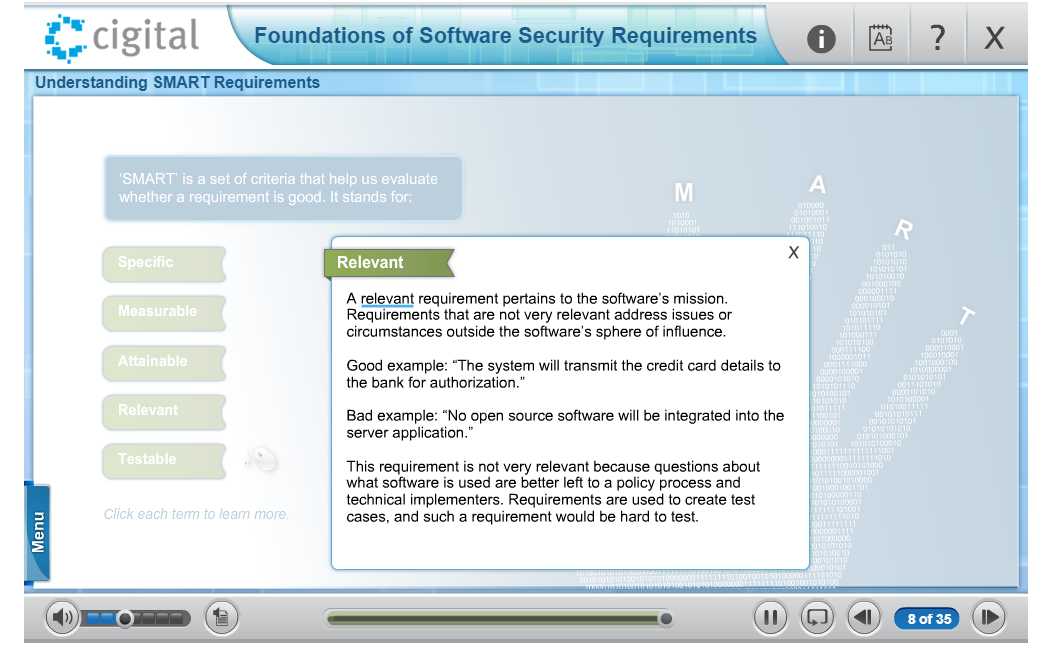 cigital
Foundations of Software Security Requirements
i
AB
?
X
Understanding SMART Requirements
'SMART' is a set of criteria that help us evaluate
whether a requirement is good. It stands for:
Specific
Measurable
Attainable
Relevant
Testable
Click each term to learn more.
M
A
R
T
Relevant
X
A relevant requirement pertains to the software's mission.
Requirements that are not very relevant address issues or
circumstances outside the software's sphere of influence.
Good example: “The system will transmit the credit card details to
the bank for authorization.”
Bad example: “No open source software will be integrated into the
server application.”
This requirement is not very relevant because questions about
what software is used are better left to a policy process and
technical implementers. Requirements are used to create test
cases, and such a requirement would be hard to test.
Menu
8 of 35